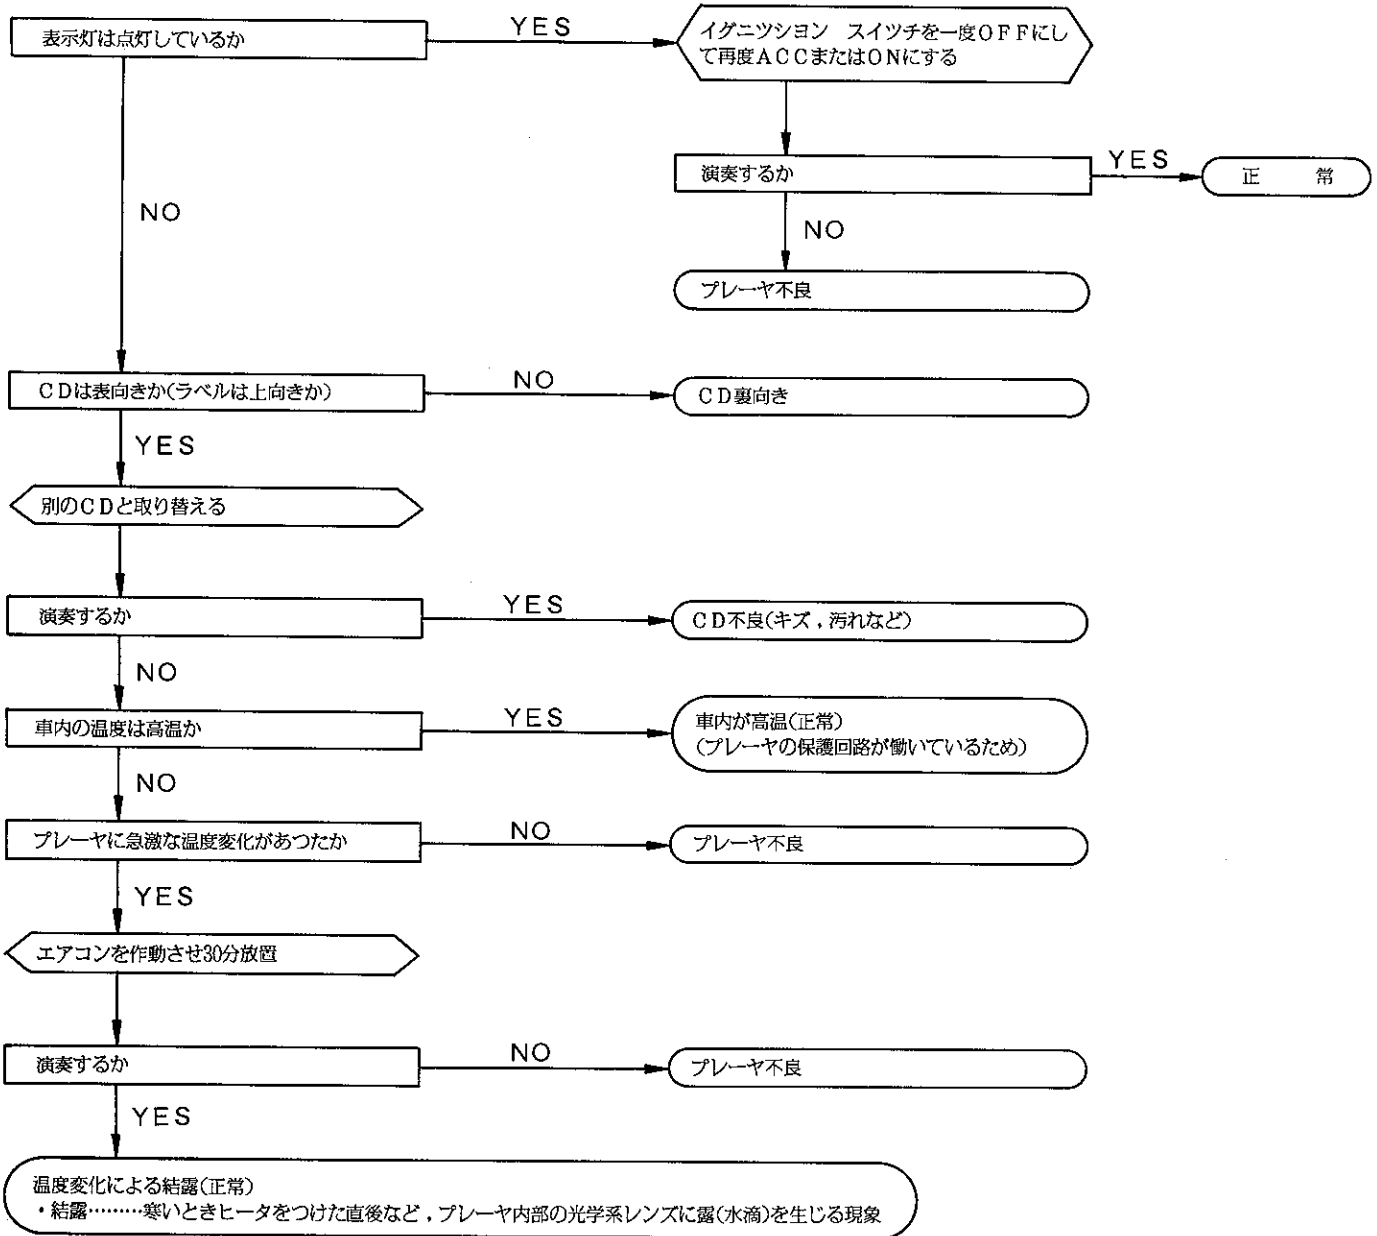 表示灯は点灯しているか
YES
イグニツシヨン スイツチを一度OFFにし
て再度ACCまたはONにする
演奏するか
YES
正 常
NO
NO
プレーヤ不良
CDは表向きか(ラベルは上向きか)
NO
CD裏向き
YES
別のCDと取り替える
演奏するか
YES
CD不良(キズ,汚れなど)
NO
車内の温度は高温か
YES
車内が高温(正常)
(プレーヤの保護回路が働いているため)
NO
プレーヤに急激な温度変化があつたか
NO
プレーヤ不良
YES
エアコンを作動させ30分放置
演奏するか
NO
プレーヤ不良
YES
温度変化による結露(正常)
・結露………寒いときヒータをつけた直後など,プレーヤ内部の光学系レンズに露(水滴)を生じる現象